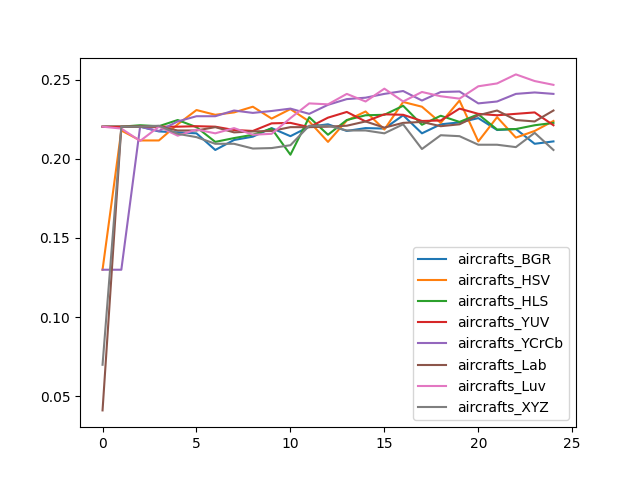 0.25
0.20
0.15
0.10
0.05
0 5 10 15 20 25
aircrafts_BGR
aircrafts_HSV
aircrafts_HLS
aircrafts_YUV
aircrafts_YCrCb
aircrafts_Lab
aircrafts_Luv
aircrafts_XYZ